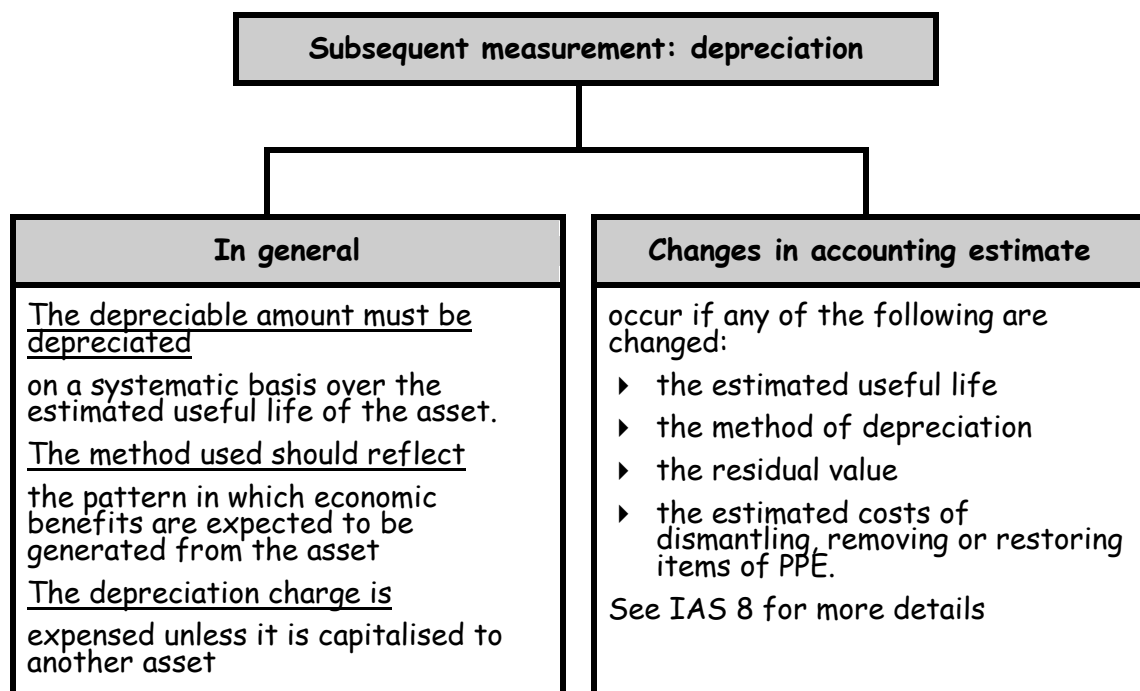 Subsequent measurement: depreciation
In general
The depreciable amount must be
depreciated
on a systematic basis over the
estimated useful life of the asset.
The method used should reflect
the pattern in which economic
benefits are expected to be
generated from the asset
The depreciation charge is
expensed unless it is capitalised to
another asset
Changes in accounting estimate
occur if any of the following are
changed:
the estimated useful life
the method of depreciation
the residual value
the estimated costs of
dismantling, removing or restoring
items of PPE.
See IAS 8 for more details